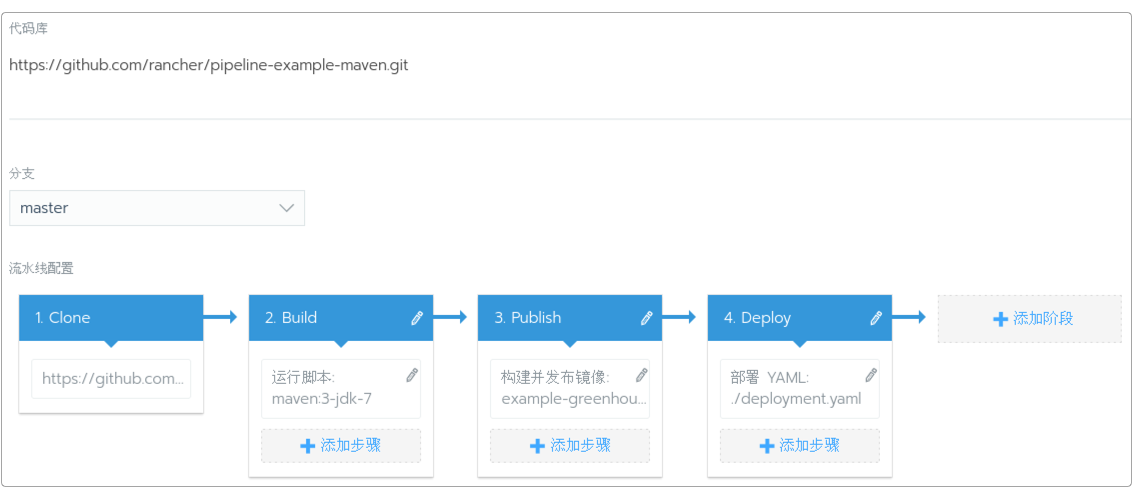 代码库
https://github.com/rancher/pipeline-example-maven.git
分支
master
流水线配置
1. Clone
https://github.com...
2. Build
运行脚本:
maven:3-jdk-7
添加步骤
3. Publish
构建并发布镜像:
example-greenhou...
添加步骤
4. Deploy
部署 YAML:
./deployment.yaml
添加步骤
添加阶段